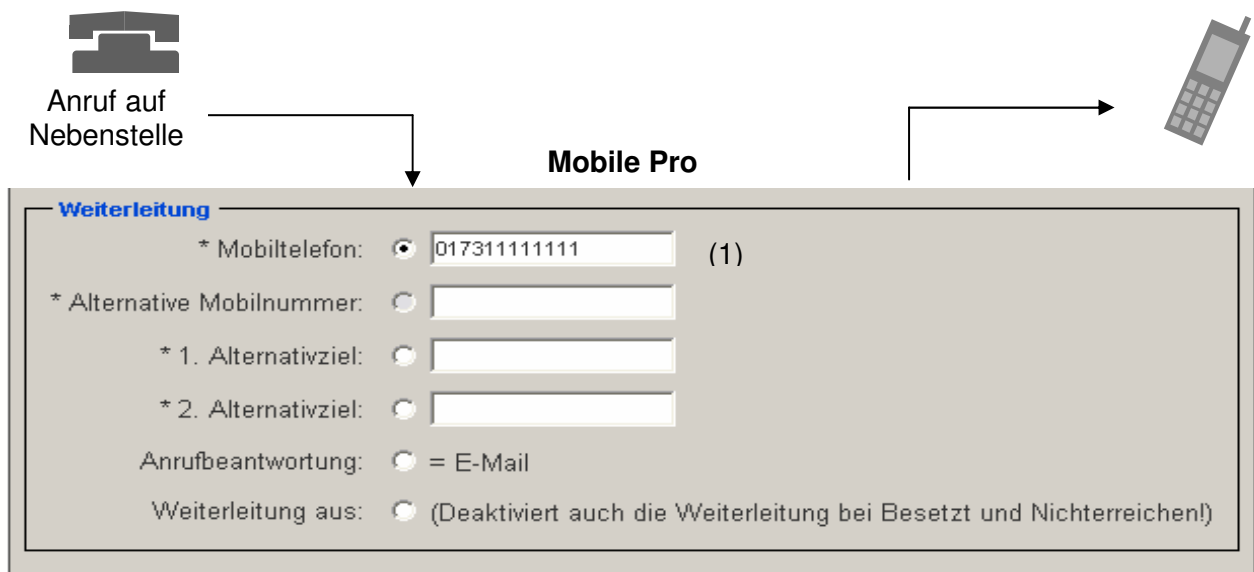 Anruf auf
Nebenstelle
Mobile Pro
Weiterleitung
* Mobiltelefon: 017311111111 (1)
* Alternative Mobilnummer:
* 1. Alternativziel:
* 2. Alternativziel:
Anrufbeantwortung: = E-Mail
Weiterleitung aus: (Deaktiviert auch die Weiterleitung bei Besetzt und Nichterreichen!)